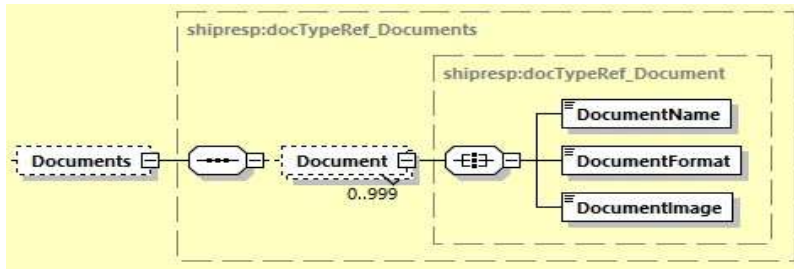 shipresp:docTypeRef_Documents
shipresp:docTypeRef_Document
DocumentName
Documents
Document
DocumentFormat
0..999
DocumentImage